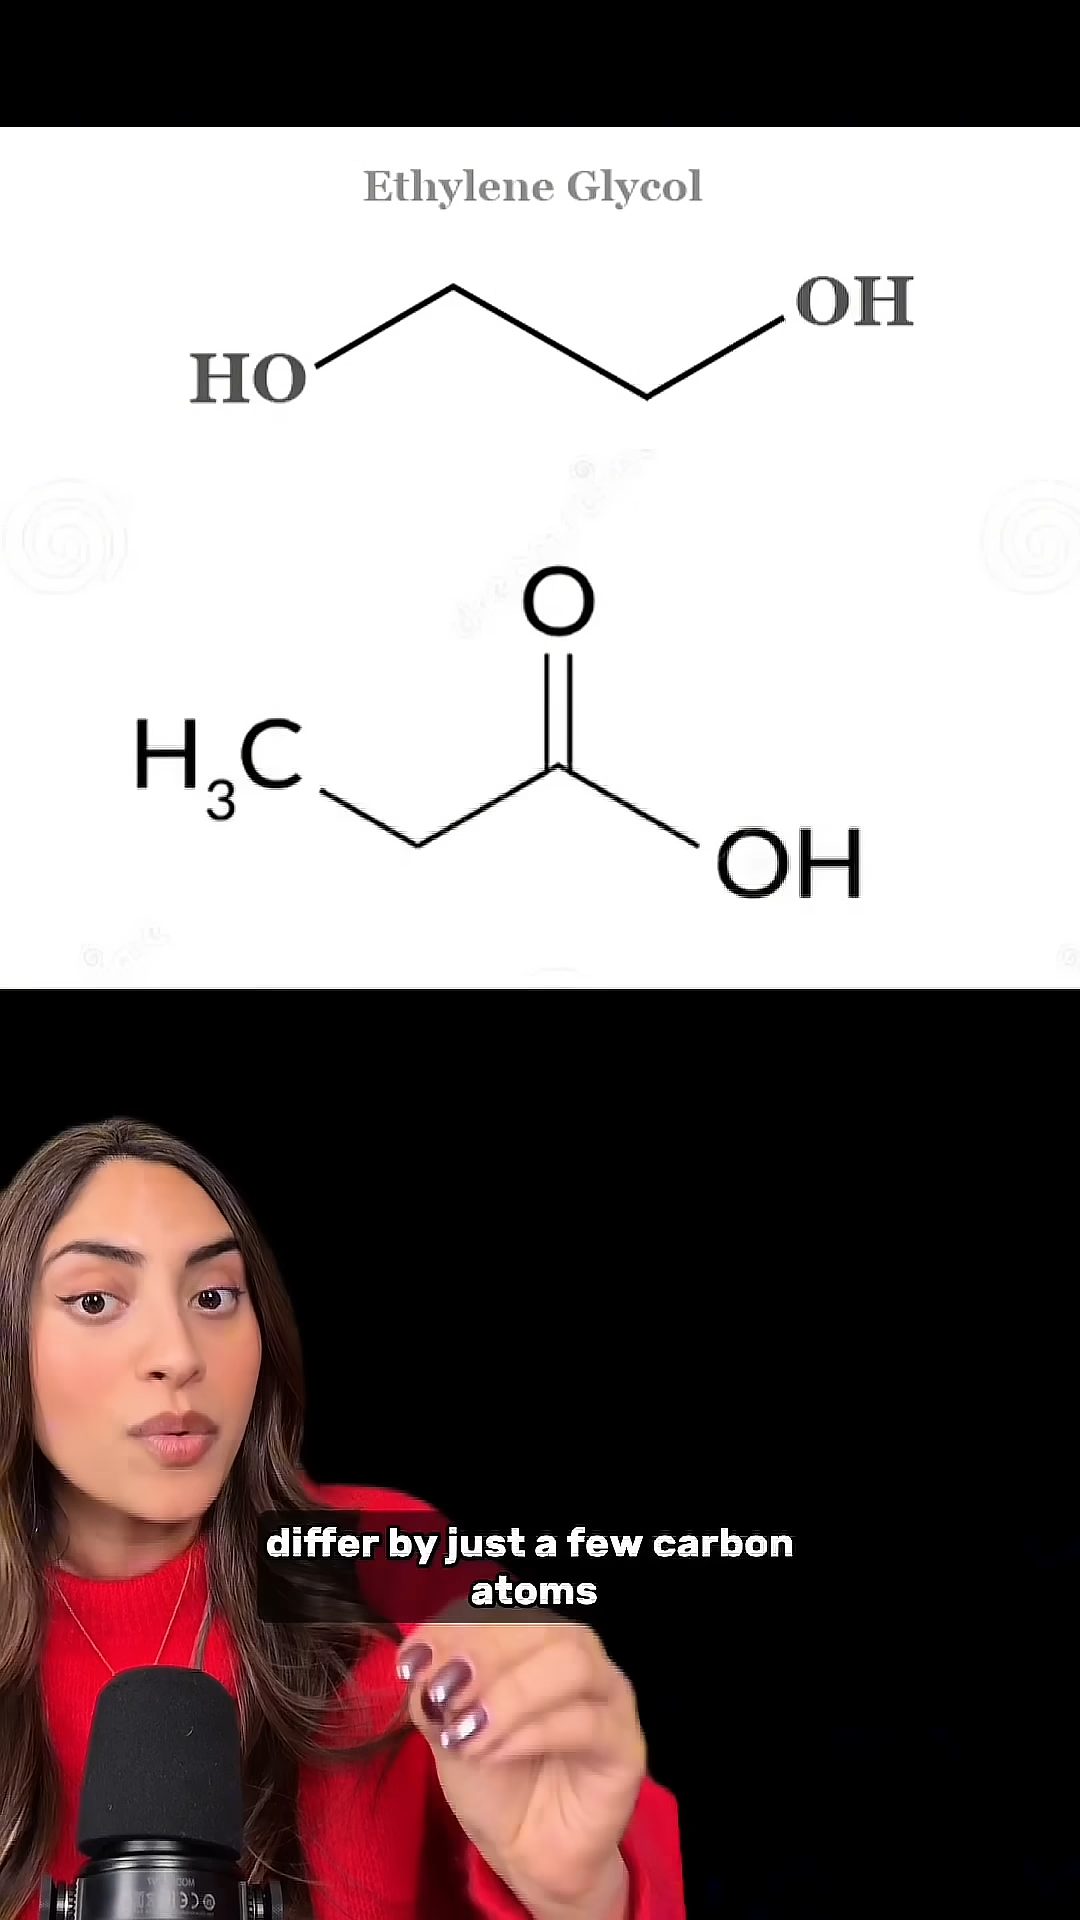 Ethylene Glycol
OH
HO
O
H₃C
OH
differ by just a few carbon
atoms